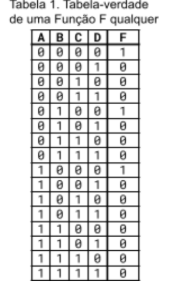 Tabela 1. Tabela-verdade
de uma Função F qualquer
A B C D F
0 0 0 0 1
0 0 0 1 0
0 0 1 0 0
0 0 1 1 0
0 1 0 0 1
0 1 0 1 0
0 1 1 0 0
0 1 1 1 0
1 0 0 0 1
1 0 0 1 0
1 0 1 0 0
1 0 1 1 0
1 1 0 0 0
1 1 0 1 0
1 1 1 0 0
1 1 1 1 0